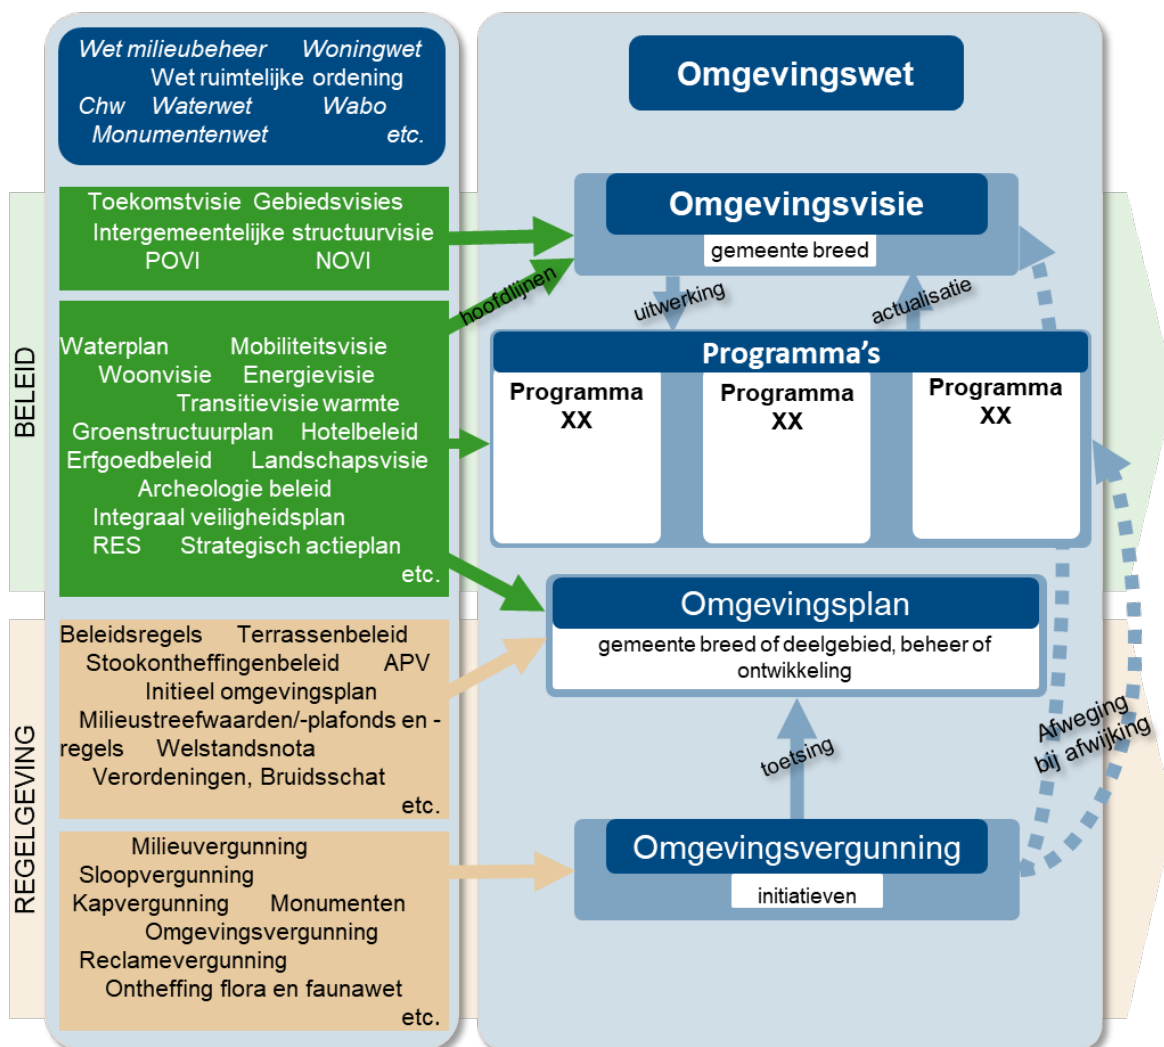 Wet milieubeheer Woningwet
Wet ruimtelijke ordening
Chw Waterwet Wabo
Monumentenwet etc.
Omgevingswet
BELEID
Toekomstvisie Gebiedsvisies
Intergemeentelijke structuurvisie
POVI NOVI
Omgevingsvisie
gemeente breed
hoofdlijnen
uitwerking
actualisatie
Waterplan Mobiliteitsvisie
Woonvisie Energievisie
Transitievisie warmte
Groenstructuurplan Hotelbeleid
Erfgoedbeleid Landschapsvisie
Archeologie beleid
Integraal veiligheidsplan
RES Strategisch actieplan
etc.
Programma's
Programma
XX
Programma
XX
Programma
XX
Omgevingsplan
gemeente breed of deelgebied, beheer of
ontwikkeling
REGELGEVING
Beleidsregels Terrassenbeleid
Stookontheffingenbeleid APV
Initieel omgevingsplan
Milieustreefwaarden/-plafonds en -
regels Welstandsnota
Verordeningen, Bruidsschat
etc.
toetsing
Afweging
bij afwijking
Milieuvergunning
Sloopvergunning
Kapvergunning Monumenten
Omgevingsvergunning
Reclamevergunning
Ontheffing flora en faunawet
etc.
Omgevingsvergunning
initiatieven